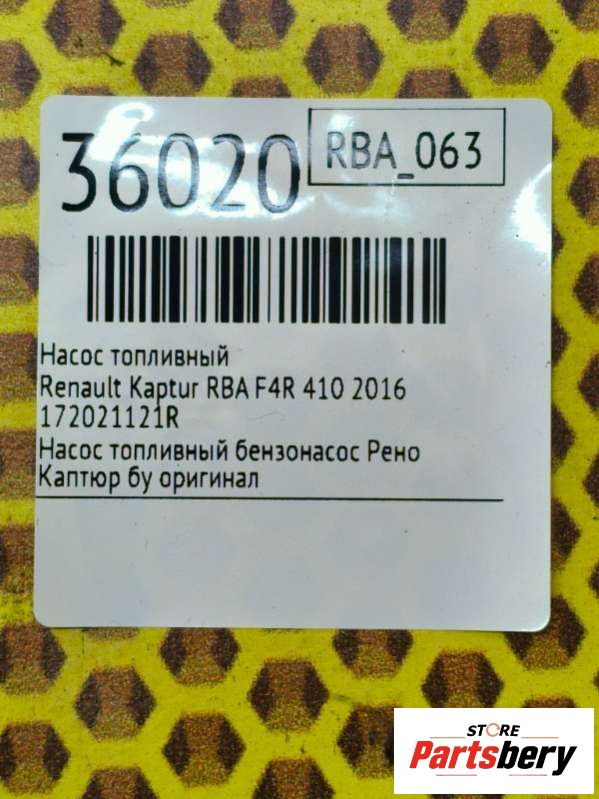 36020
RBA_063
Насос топливный
Renault Kaptur RBA F4R 410 2016
172021121R
Насос топливный бензонасос Рено
Каптюр бу оригинал
STORE
Partsbery